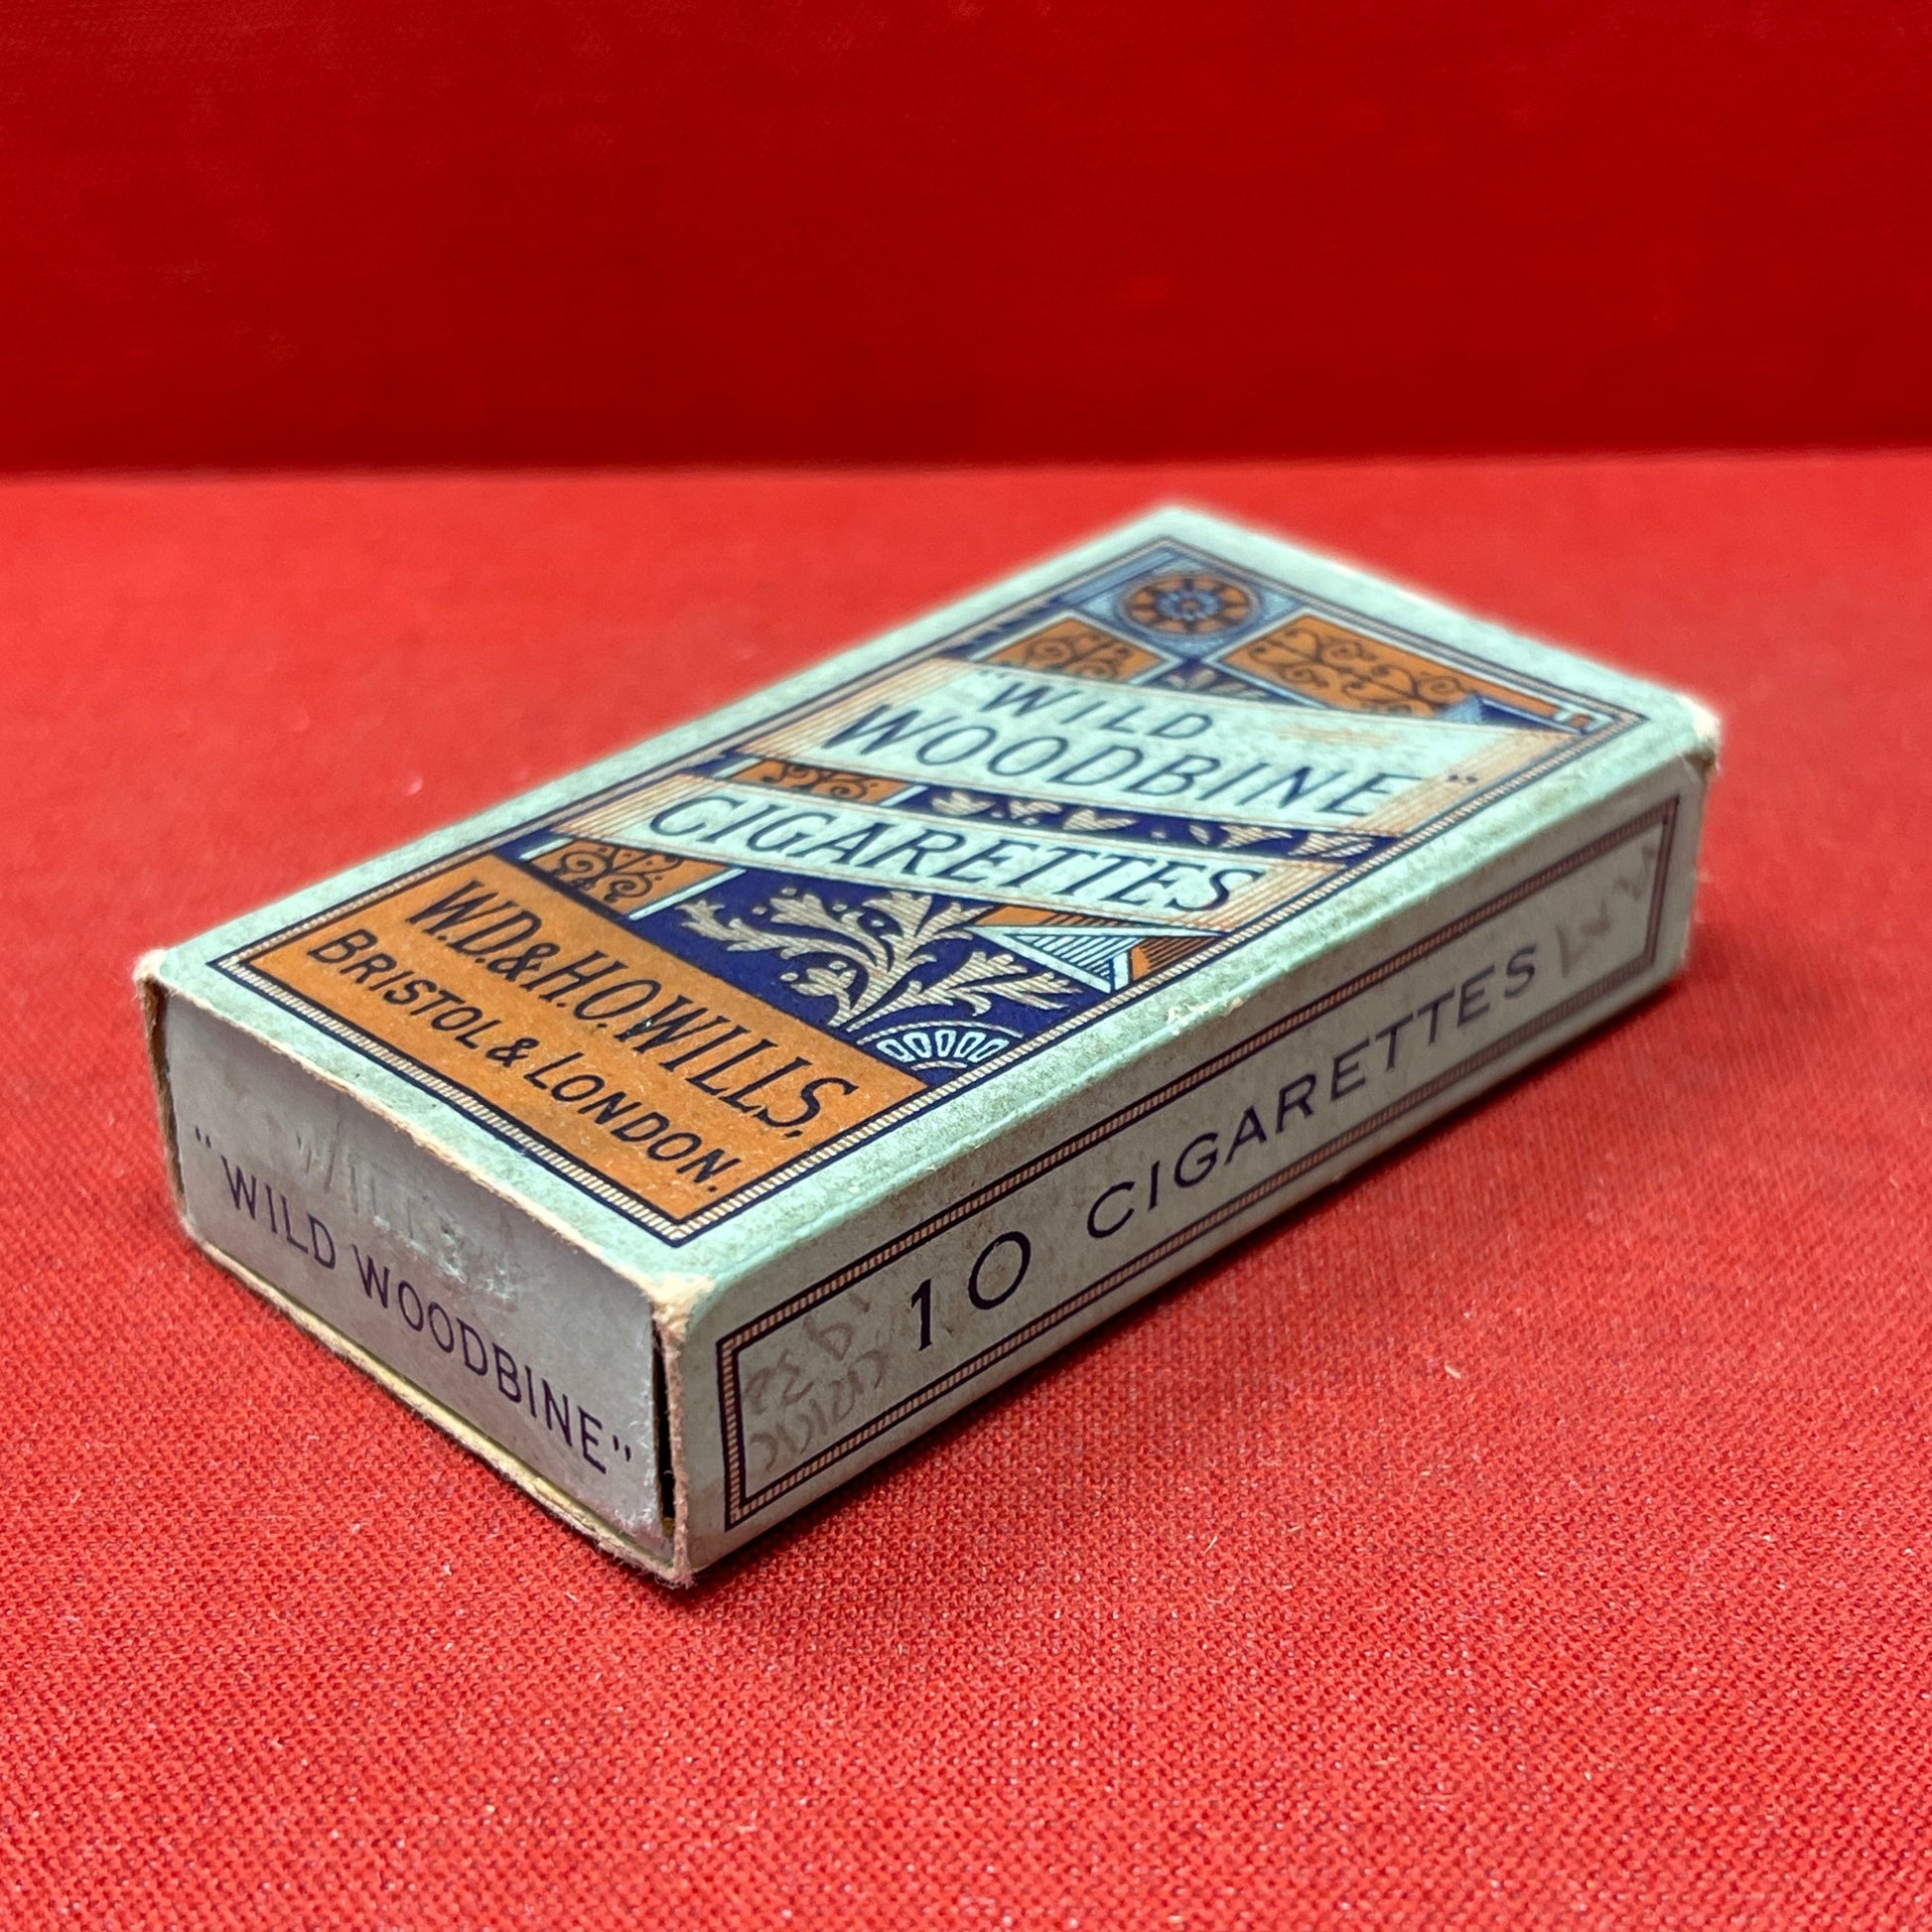 "WILD
WOODBINE"
CIGARETTES
W.D.& H.O.WILLS,
BRISTOL & LONDON.
"WILD WOODBINE"
10 CIGARETTES